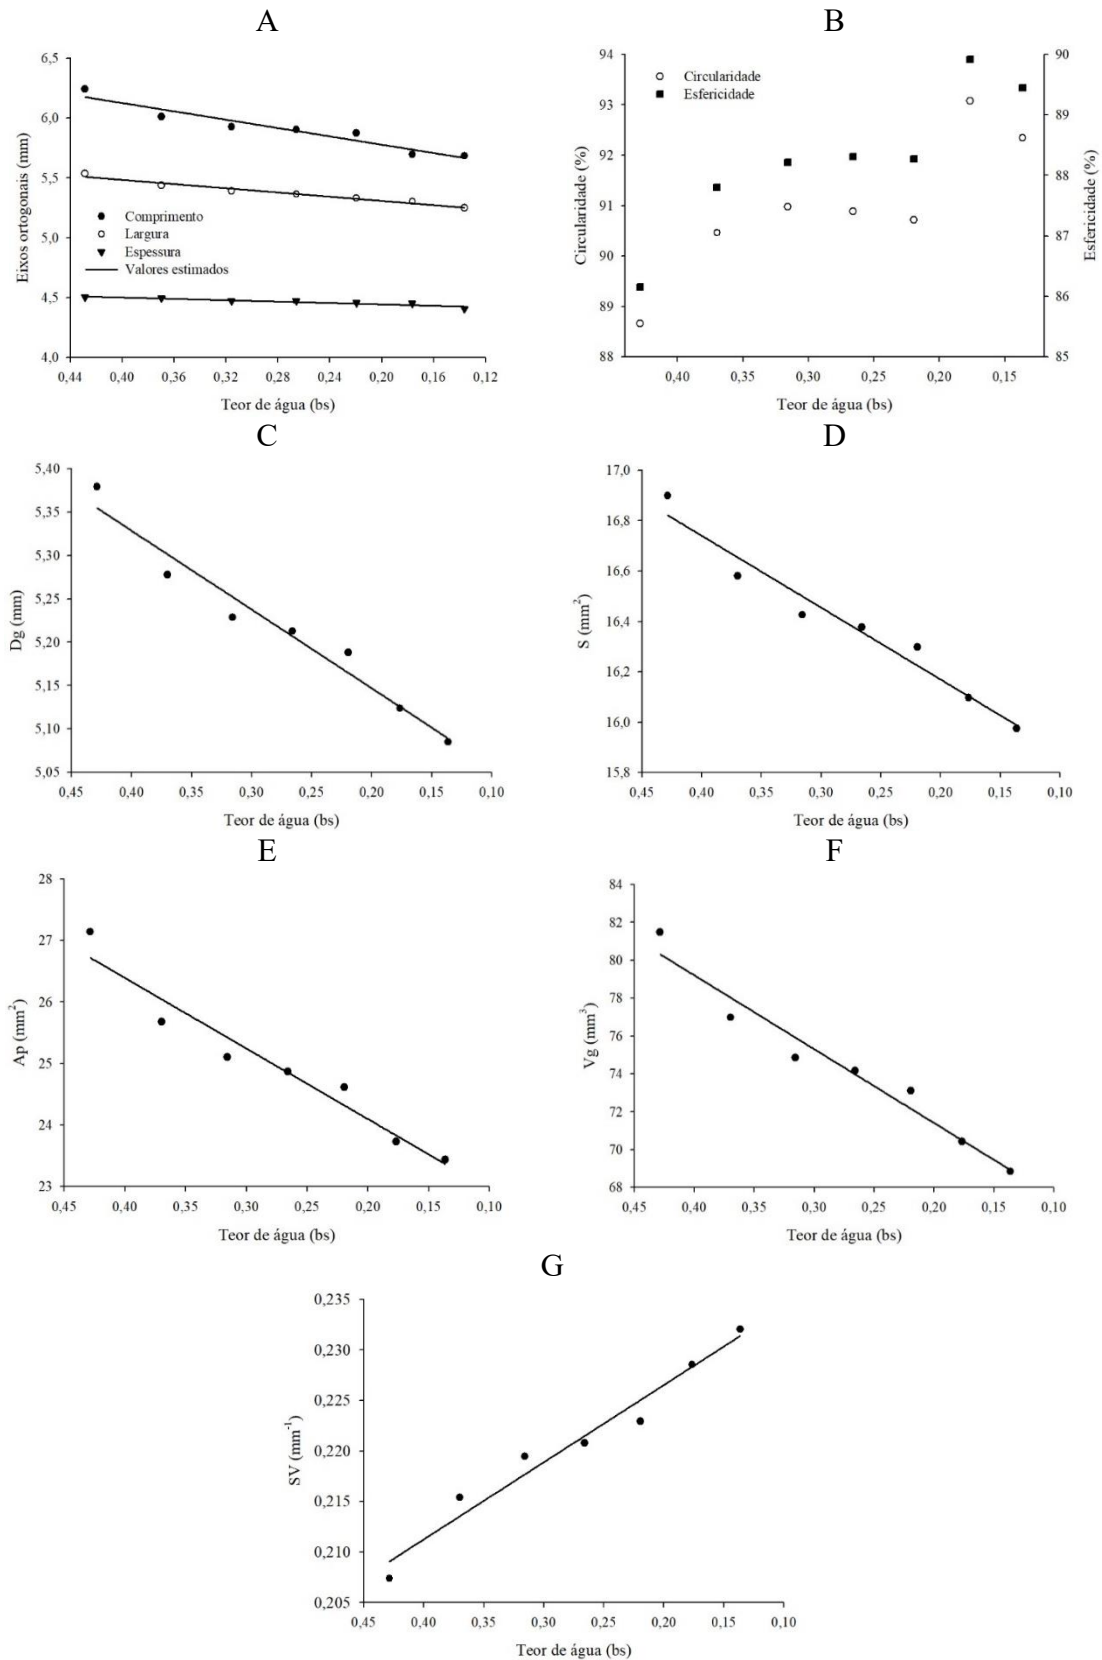 A
6,5
6,0
5,5
5,0
4,5
4,0
Eixos ortogonais (mm)
Comprimento
Largura
Espessura
Valores estimados
0,44 0,40 0,36 0,32 0,28 0,24 0,20 0,16 0,12
Teor de água (bs)
B
94
93
92
91
90
89
88
Circularidade (%)
Circularidade
Esfericidade
90
89
88
87
86
85
Esfericidade (%)
0,40 0,35 0,30 0,25 0,20 0,15
Teor de água (bs)
C
5,40
5,35
5,30
5,25
5,20
5,15
5,10
5,05
Dg (mm)
0,45 0,40 0,35 0,30 0,25 0,20 0,15 0,10
Teor de água (bs)
D
17,0
16,8
16,6
16,4
16,2
16,0
15,8
S (mm²)
0,45 0,40 0,35 0,30 0,25 0,20 0,15 0,10
Teor de água (bs)
E
28
27
26
25
24
23
Ap (mm²)
0,45 0,40 0,35 0,30 0,25 0,20 0,15 0,10
Teor de água (bs)
F
84
82
80
78
76
74
72
70
68
Vg (mm³)
0,45 0,40 0,35 0,30 0,25 0,20 0,15 0,10
Teor de água (bs)
G
0,235
0,230
0,225
0,220
0,215
0,210
0,205
SV (mm⁻¹)
0,45 0,40 0,35 0,30 0,25 0,20 0,15 0,10
Teor de água (bs)